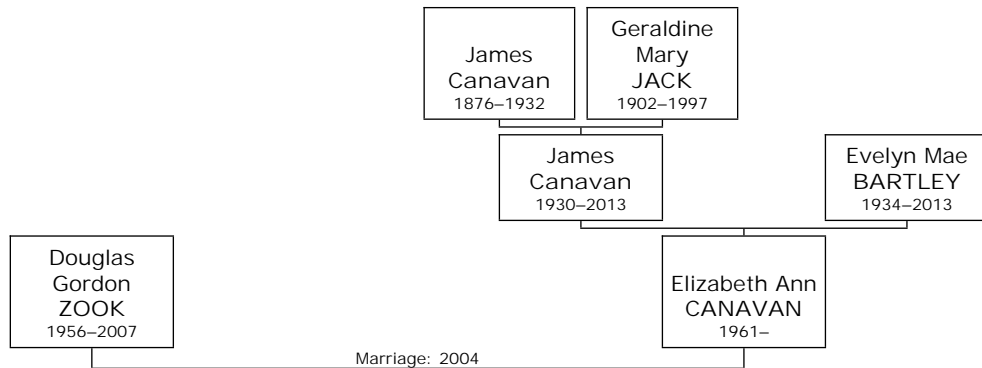 James
Canavan
1876–1932
Geraldine
Mary
JACK
1902–1997
James
Canavan
1930–2013
Evelyn Mae
BARTLEY
1934–2013
Douglas
Gordon
ZOOK
1956–2007
Elizabeth Ann
CANAVAN
1961–
Marriage: 2004